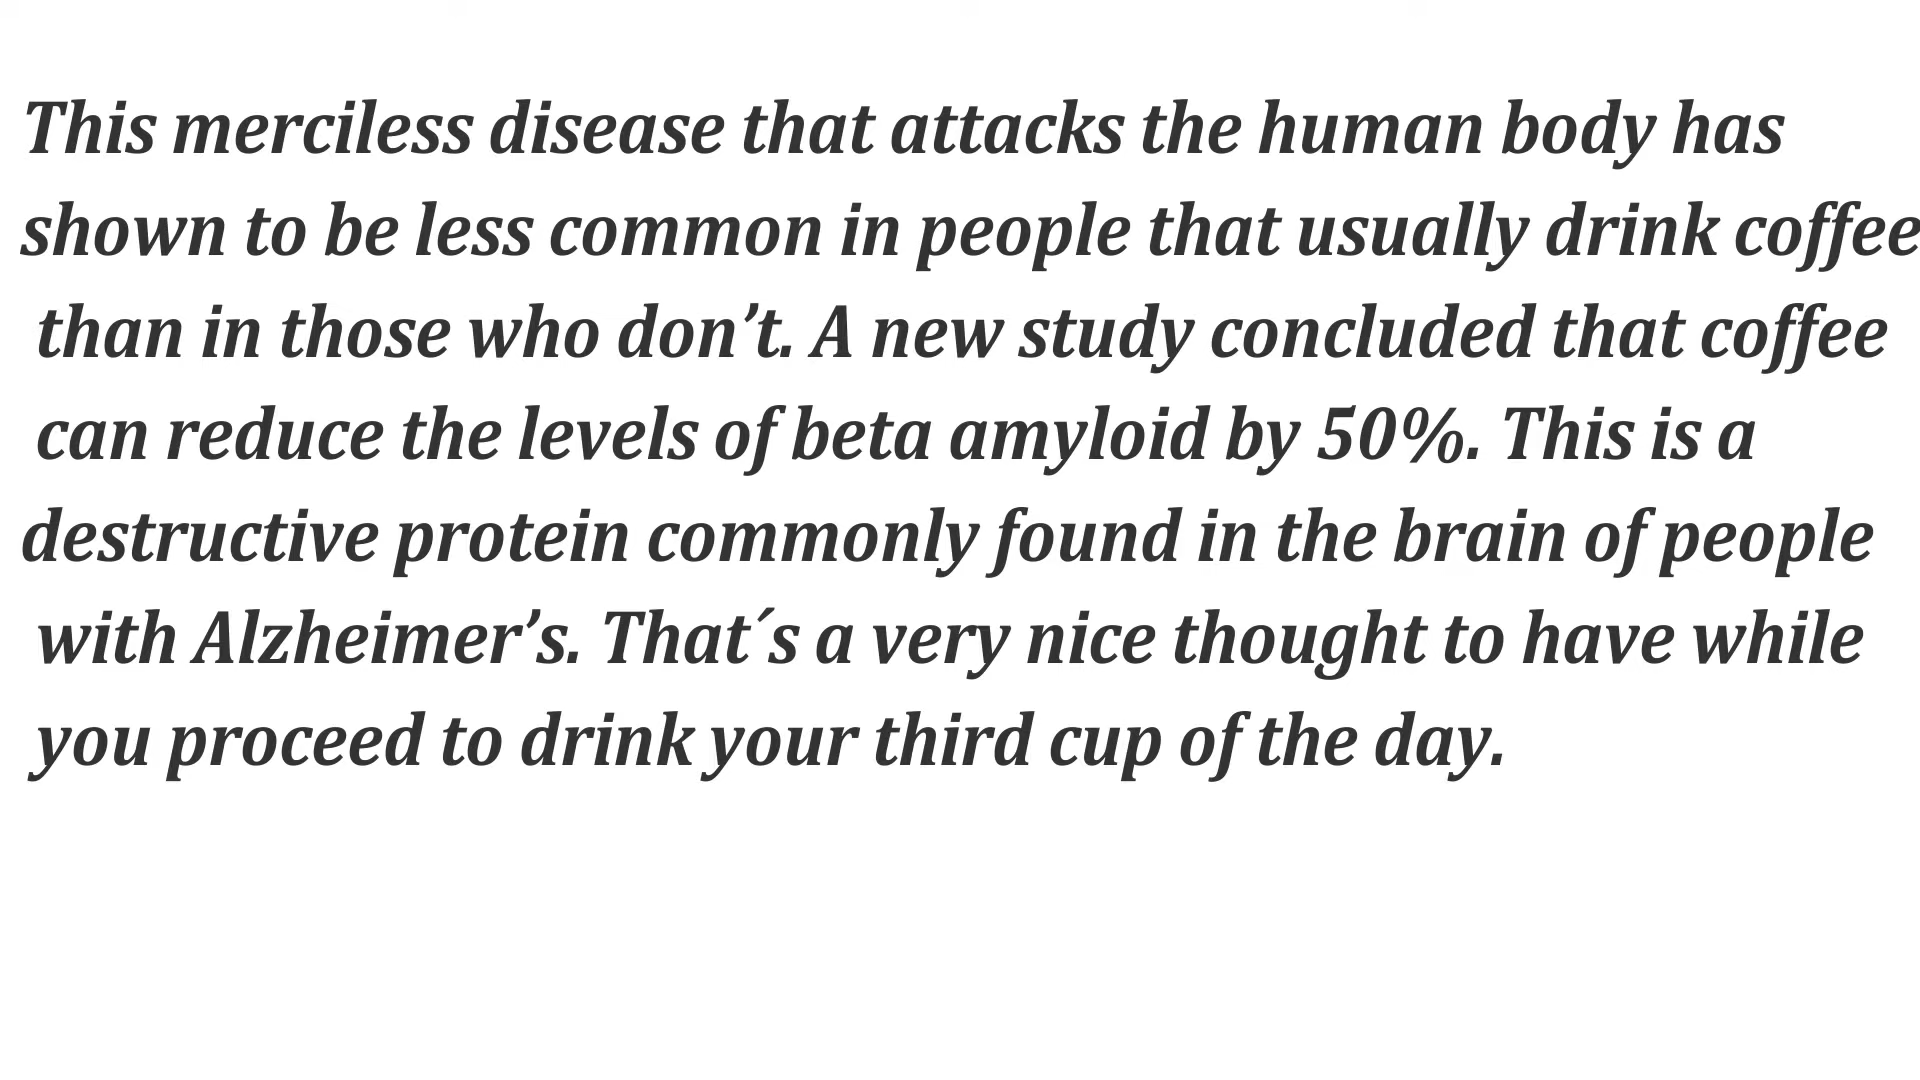 This merciless disease that attacks the human body has
shown to be less common in people that usually drink coffee
than in those who don’t. A new study concluded that coffee
can reduce the levels of beta amyloid by 50%. This is a
destructive protein commonly found in the brain of people
with Alzheimer’s. That´s a very nice thought to have while
you proceed to drink your third cup of the day.